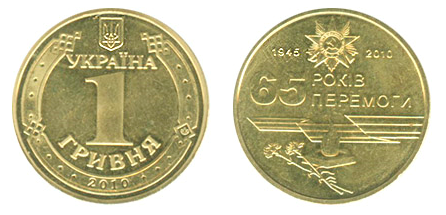 УКРАЇНА
1
ГРИВНЯ
2010
1945 2010
65 РОКІВ
ПЕРЕМОГИ